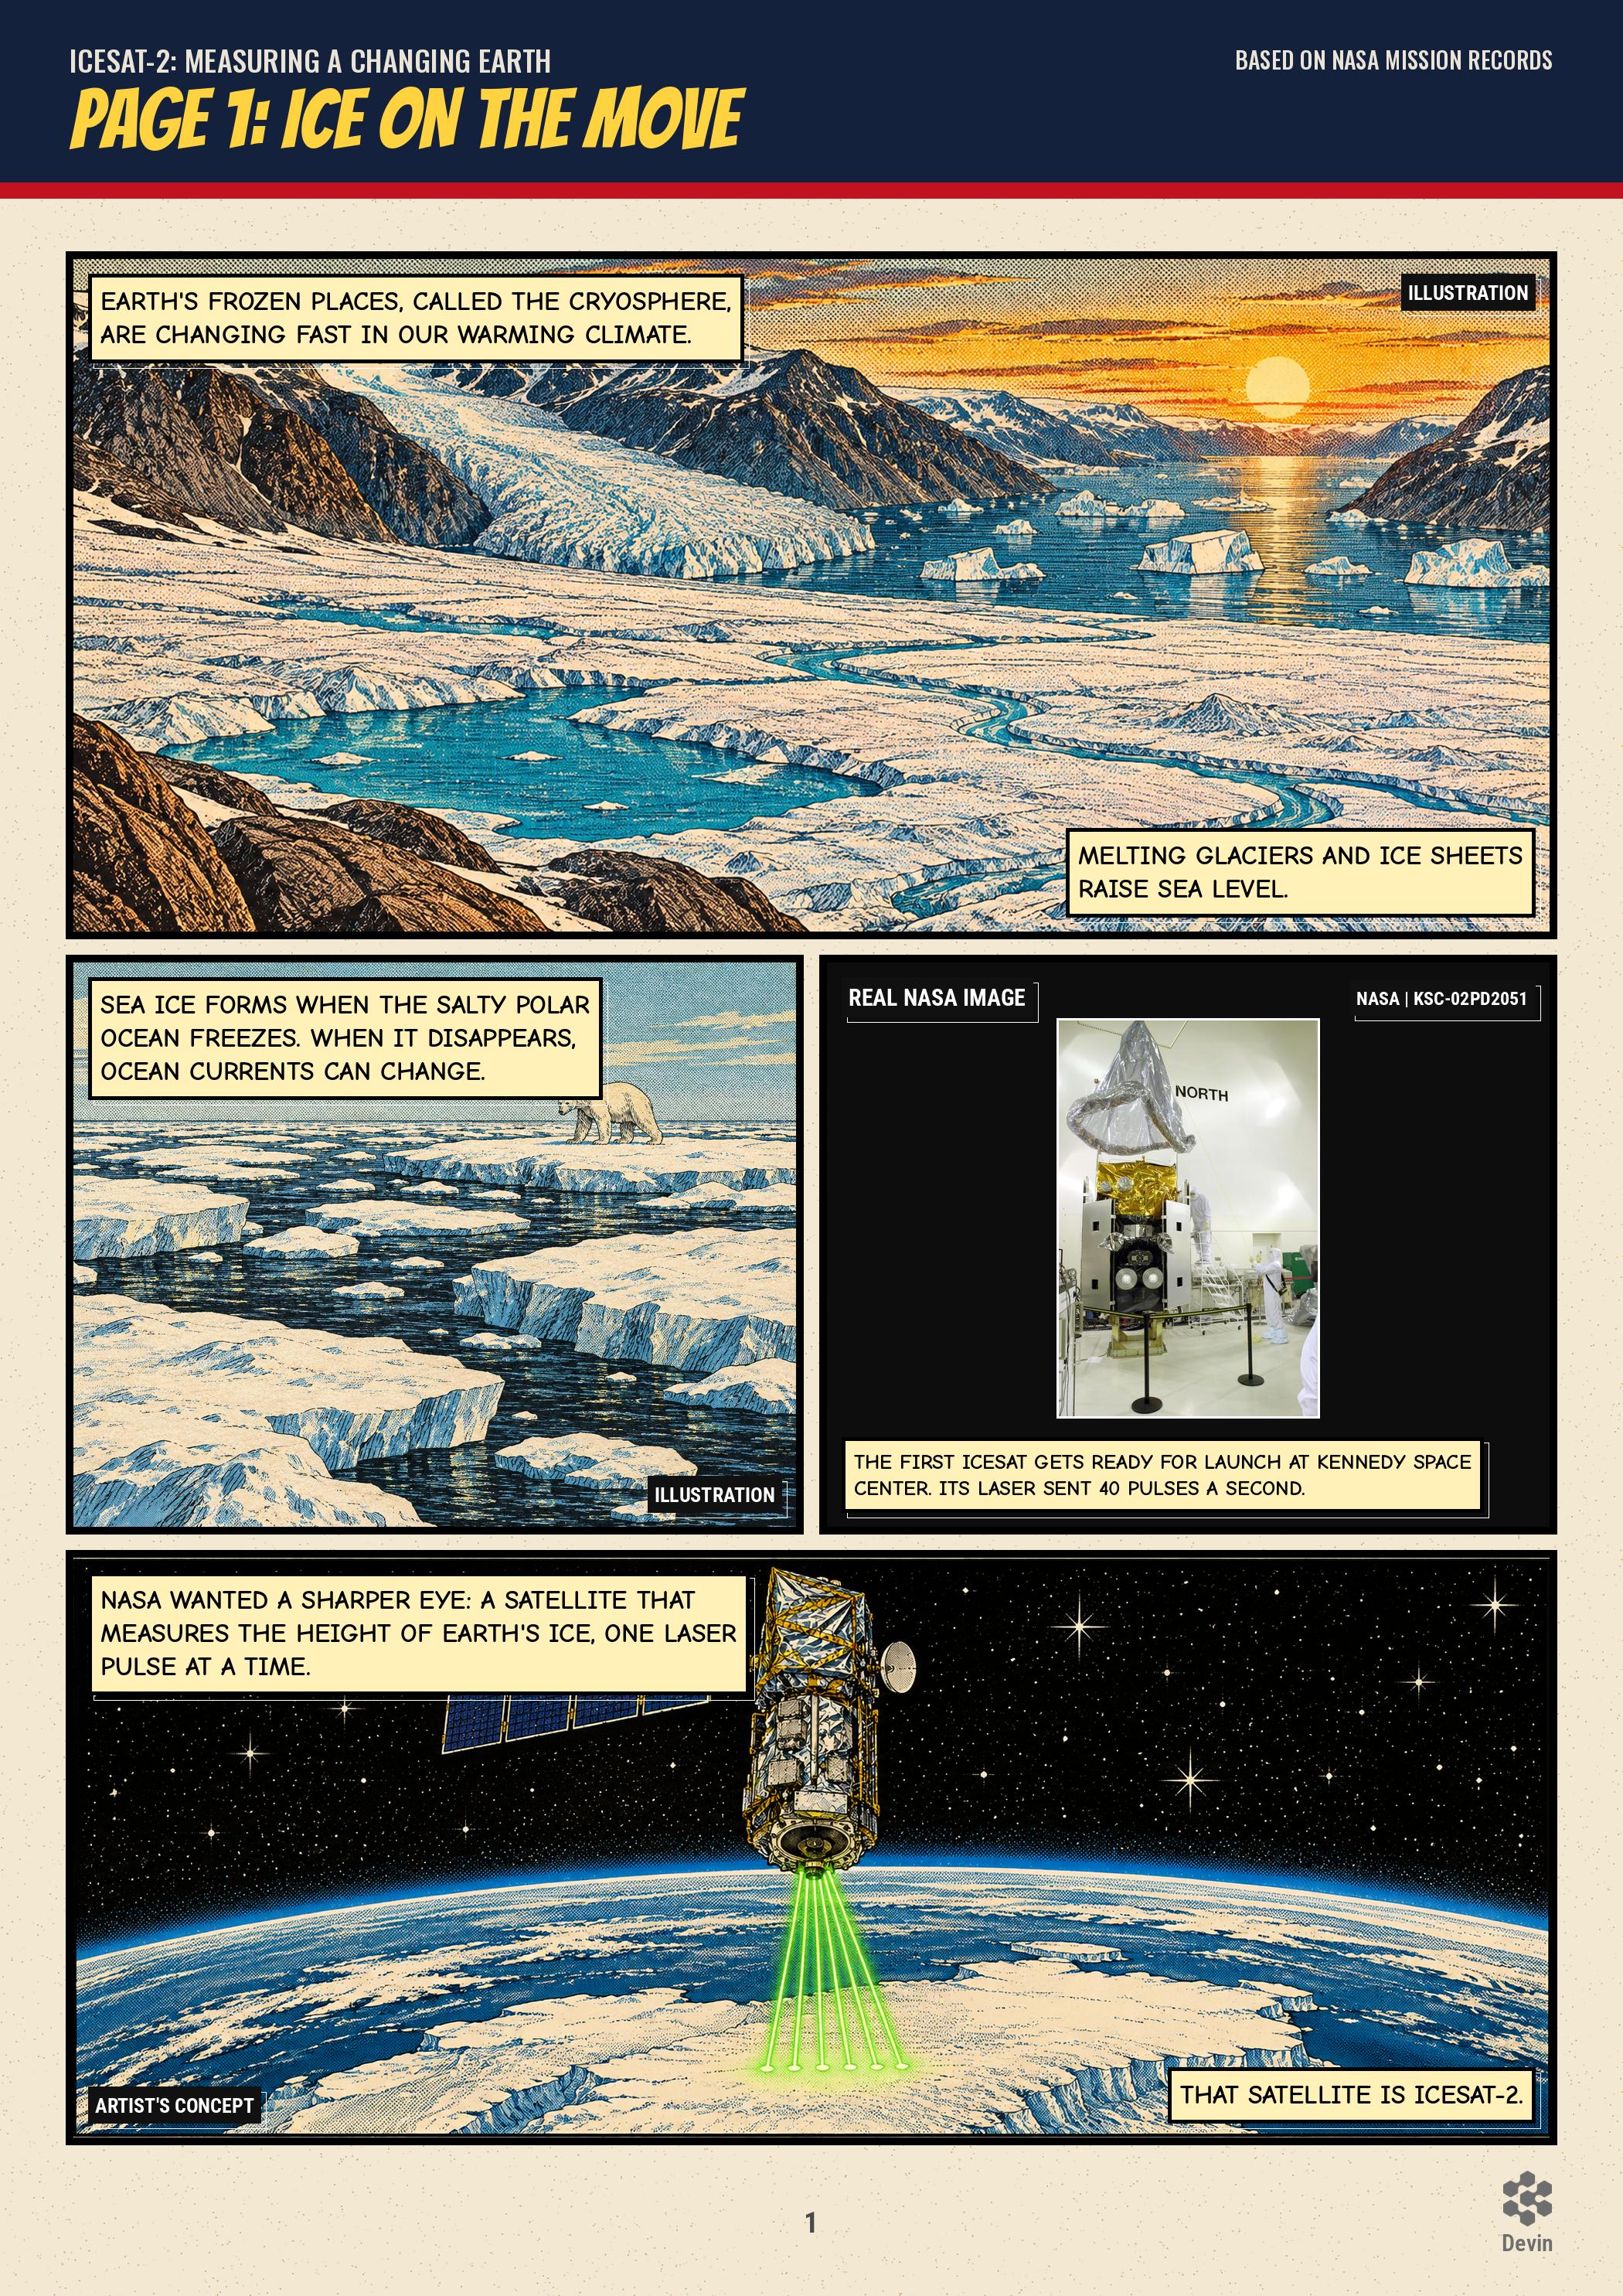 ICESAT-2: MEASURING A CHANGING EARTH
BASED ON NASA MISSION RECORDS
PAGE 1: ICE ON THE MOVE
EARTH'S FROZEN PLACES, CALLED THE CRYOSPHERE,
ARE CHANGING FAST IN OUR WARMING CLIMATE.
ILLUSTRATION
MELTING GLACIERS AND ICE SHEETS
RAISE SEA LEVEL.
SEA ICE FORMS WHEN THE SALTY POLAR
OCEAN FREEZES. WHEN IT DISAPPEARS,
OCEAN CURRENTS CAN CHANGE.
ILLUSTRATION
REAL NASA IMAGE
NASA | KSC-02PD2051
NORTH
THE FIRST ICESAT GETS READY FOR LAUNCH AT KENNEDY SPACE
CENTER. ITS LASER SENT 40 PULSES A SECOND.
NASA WANTED A SHARPER EYE: A SATELLITE THAT
MEASURES THE HEIGHT OF EARTH'S ICE, ONE LASER
PULSE AT A TIME.
ARTIST'S CONCEPT
THAT SATELLITE IS ICESAT-2.
1
Devin